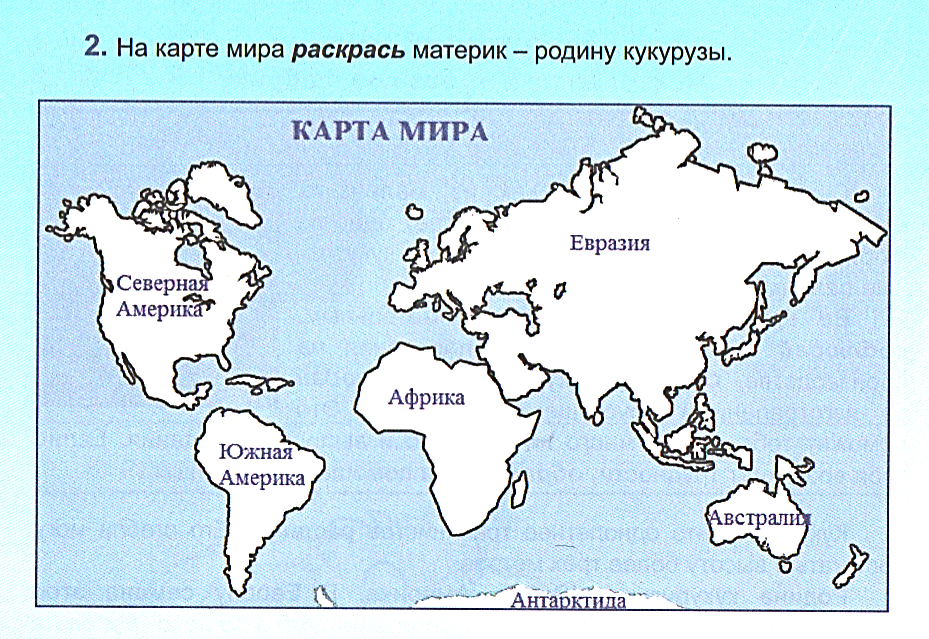 2. На карте мира раскрась материк – родину кукурузы.
КАРТА МИРА
Евразия
Северная
Америка
Африка
Южная
Америка
Австралия
Антарктида